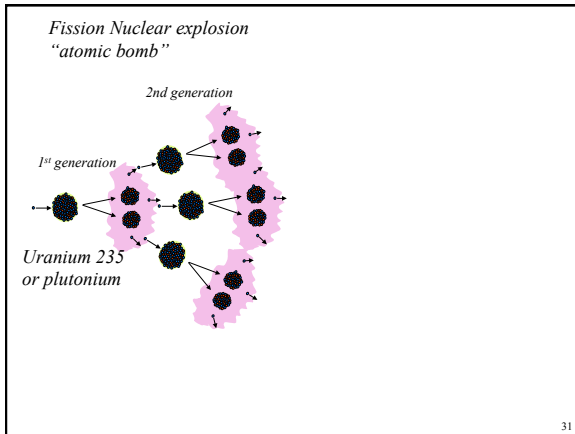 Fission Nuclear explosion
“atomic bomb”
2nd generation
1st generation
Uranium 235
or plutonium
31